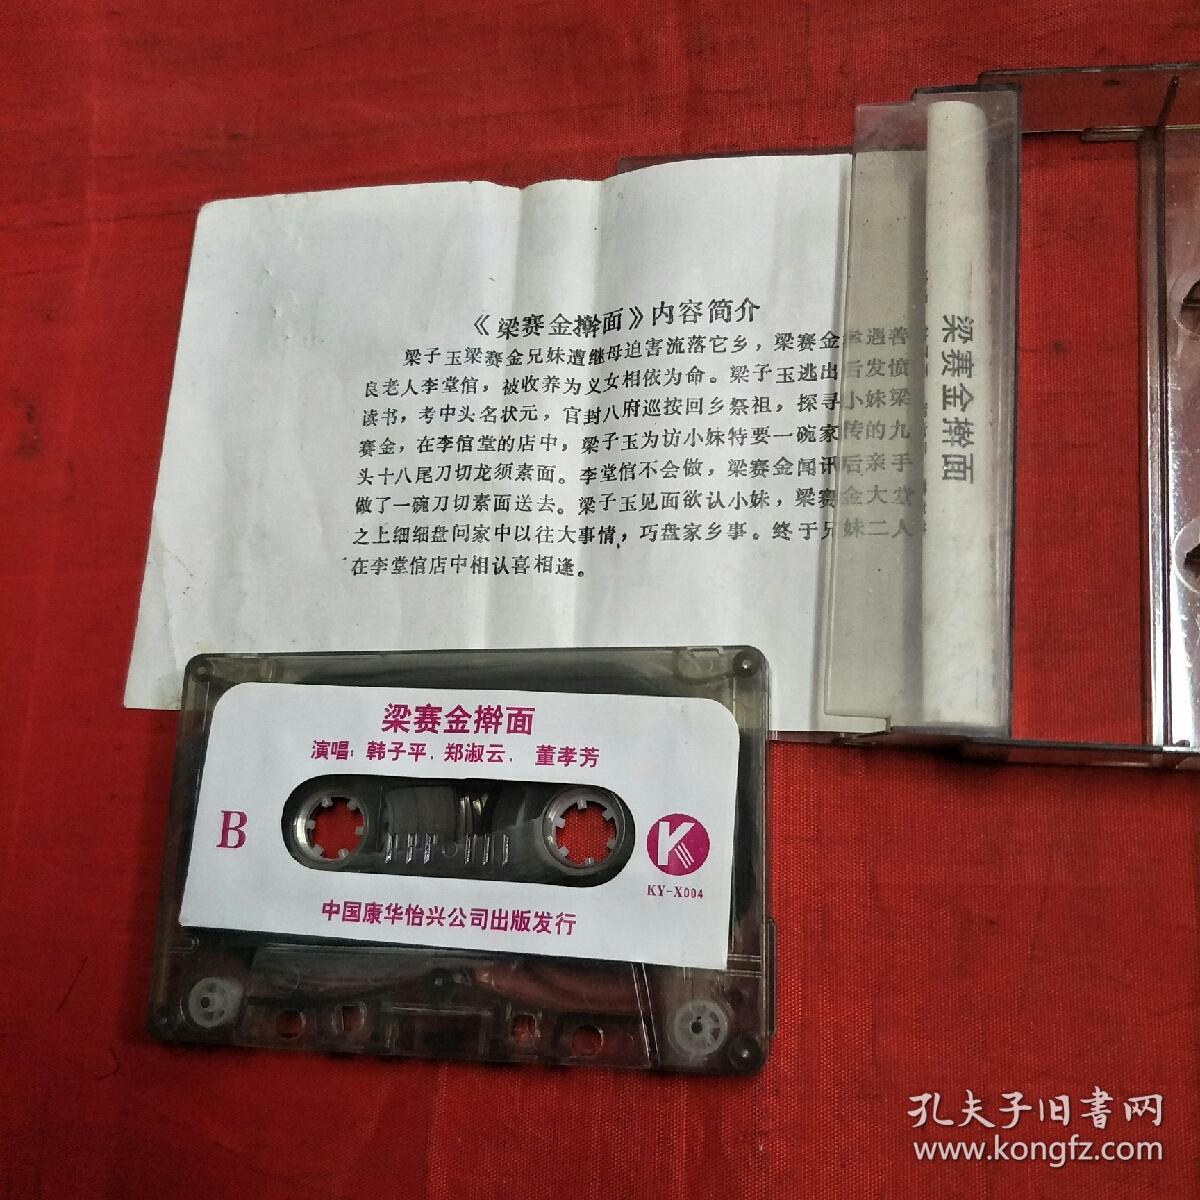 《梁赛金擀面》内容简介
梁子玉梁赛金兄妹遭继母迫害流落它乡，梁赛金幸遇善
良老人李堂倌，被收养为义女相依为命。梁子玉逃出后发愤
读书，考中头名状元，官封八府巡按回乡祭祖，探寻小妹梁
赛金，在李倌堂的店中，梁子玉为访小妹特要一碗家传的九
头十八尾刀切龙须素面。李堂倌不会做，梁赛金闻讯后亲手
做了一碗刀切素面送去。梁子玉见面欲认小妹，梁赛金大堂
之上细细盘问家中以往大事情，巧盘家乡事。终于兄妹二人
在李堂倌店中相认喜相逢。
梁赛金擀面
梁赛金擀面
演唱：韩子平，郑淑云， 董孝芳
B
K
KY-X004
中国康华怡兴公司出版发行
孔夫子旧书网
www.kongfz.com